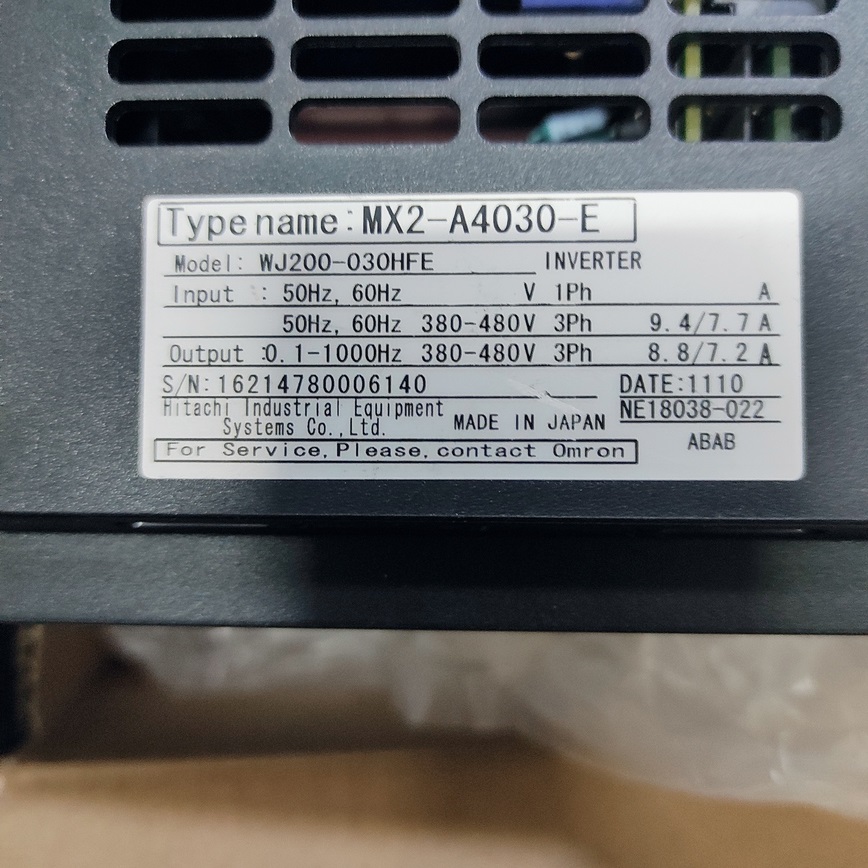 Type name: MX2-A4030-E
Model: WJ200-030HFE INVERTER
Input : 50Hz, 60Hz V 1Ph A
50Hz, 60Hz 380-480V 3Ph 9.4/7.7 A
Output :0.1-1000Hz 380-480V 3Ph 8.8/7.2 A
S/N: 16214780006140 DATE:1110
Hitachi Industrial Equipment NE18038-022
Systems Co.,Ltd. MADE IN JAPAN
ABAB
For Service, Please, contact Omron